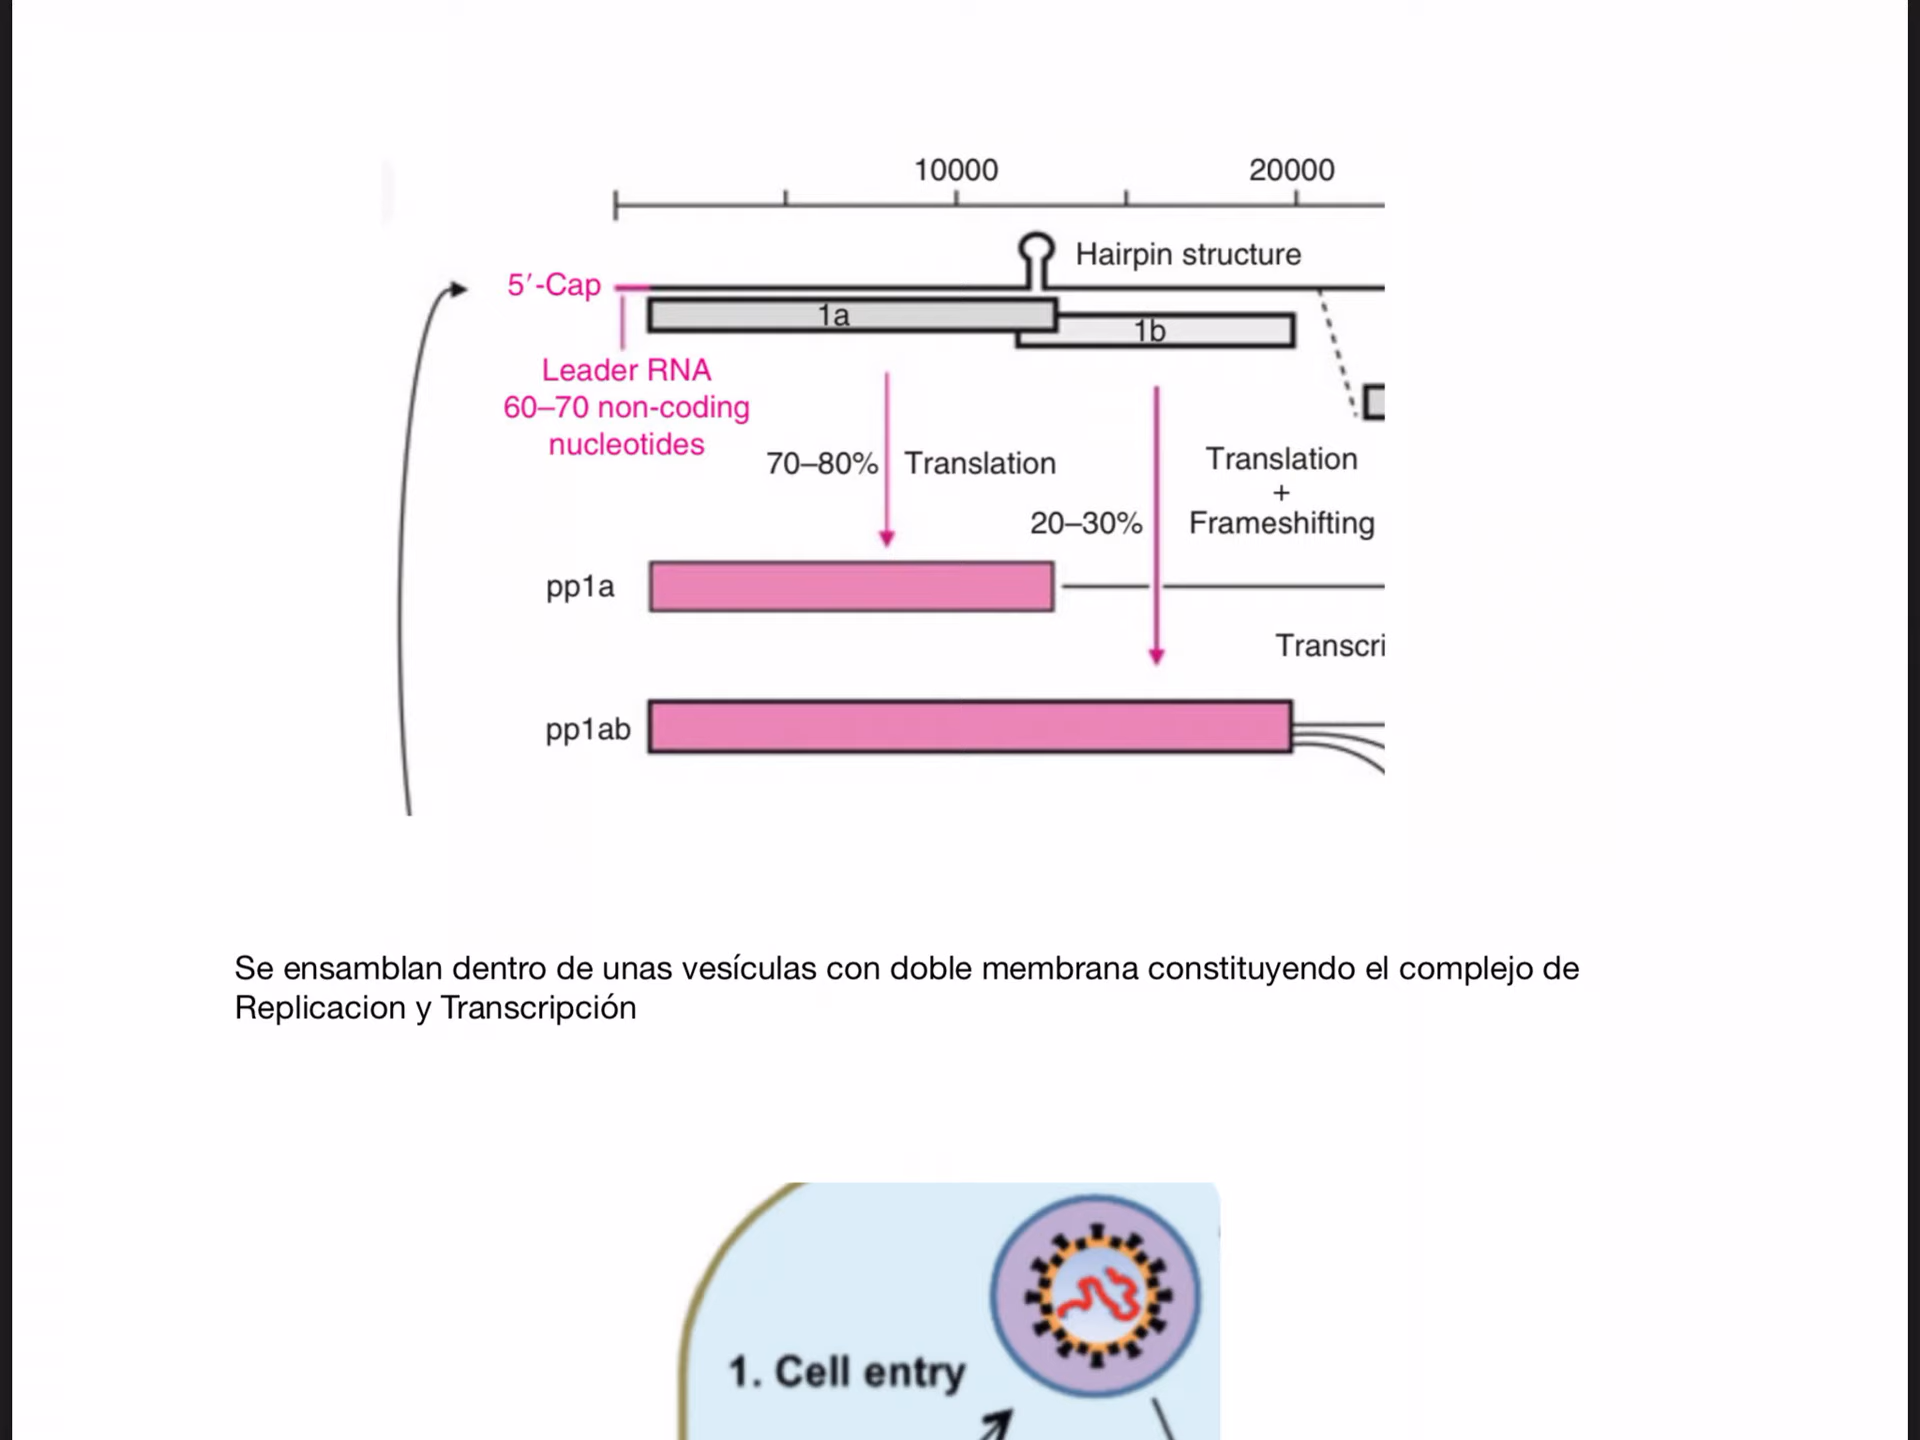 10000 20000
Hairpin structure
5′-Cap
1a
1b
Leader RNA
60–70 non-coding
nucleotides
70–80% Translation
Translation
+
20–30% Frameshifting
pp1a
Transcri
pp1ab
Se ensamblan dentro de unas vesículas con doble membrana constituyendo el complejo de
Replicacion y Transcripción
1. Cell entry